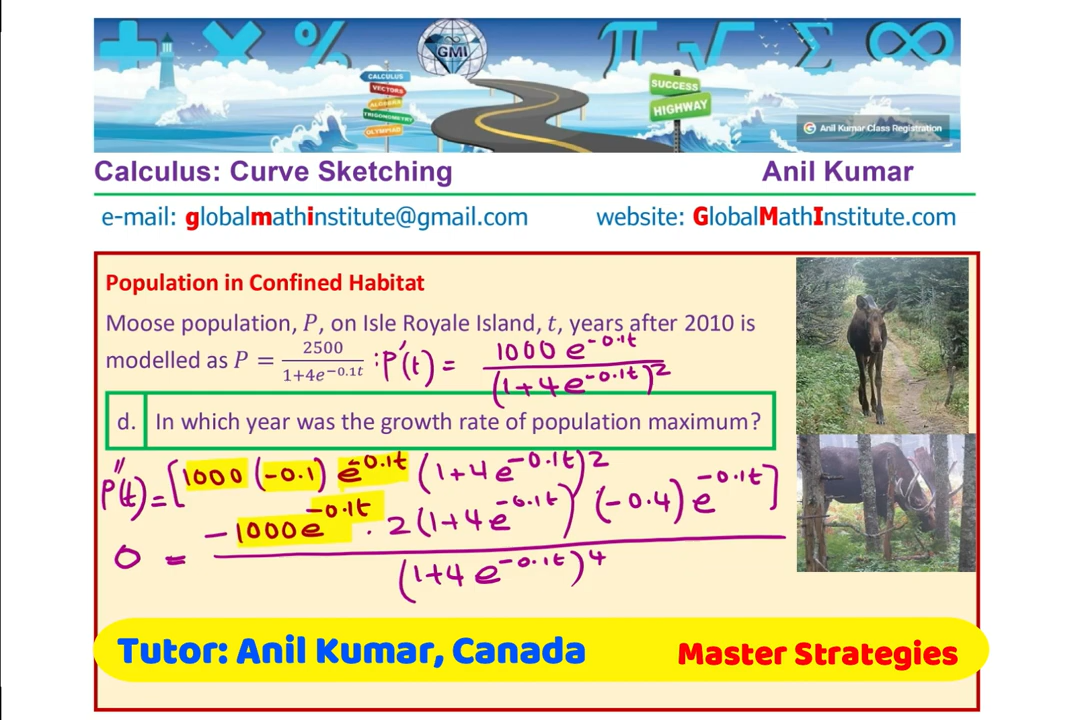 GMI
CALCULUS
VECTORS
ALGEBRA
TRIGONOMETRY
OLYMPIAD
SUCCESS
HIGHWAY
Anil Kumar Class Registration
Calculus: Curve Sketching Anil Kumar
e-mail: globalmathinstitute@gmail.com website: GlobalMathInstitute.com
Population in Confined Habitat
Moose population, P, on Isle Royale Island, t, years after 2010 is
modelled as P = 2500/(1+4e^{-0.1t}) : P'(t) = 1000 e^{-0.1t}/(1+4e^{-0.1t})^2
d. In which year was the growth rate of population maximum?
P''(t) = [1000 (-0.1) e^{-0.1t} (1+4e^{-0.1t})^2
- 1000e^{-0.1t} . 2(1+4e^{-0.1t}) (-0.4) e^{-0.1t}]
0 =
(1+4e^{-0.1t})^4
Tutor: Anil Kumar, Canada Master Strategies